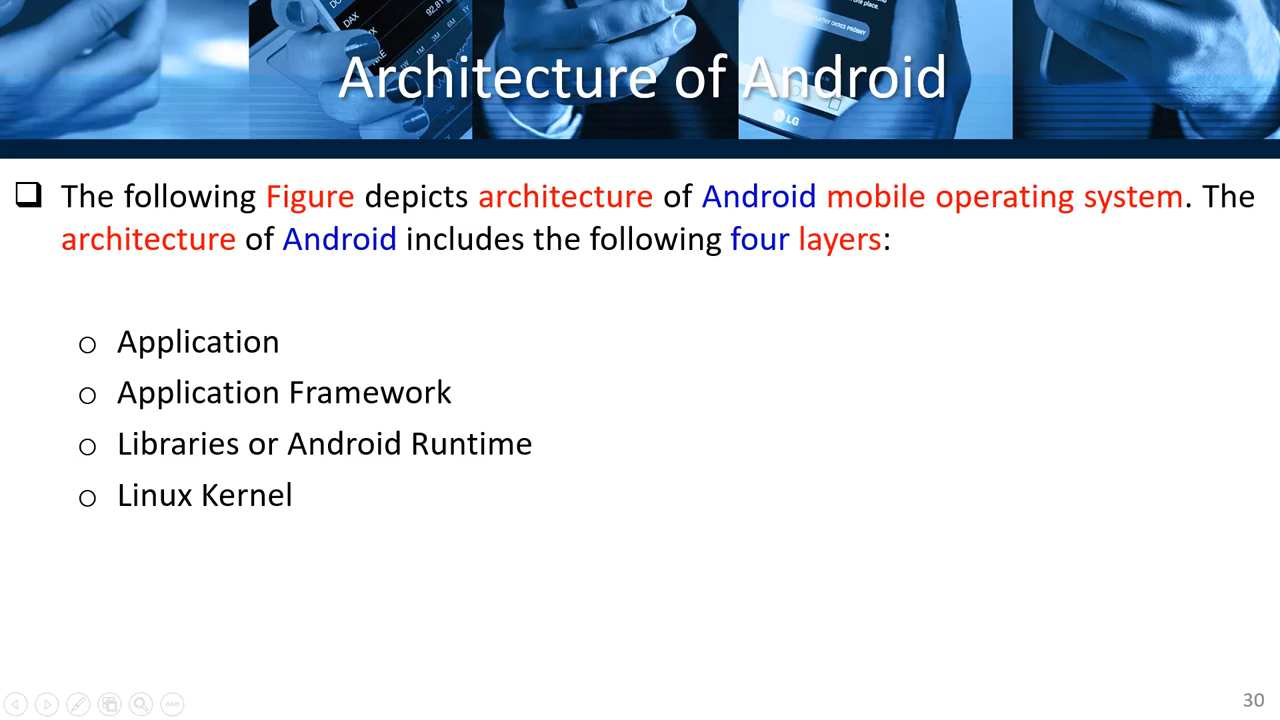 Architecture of Android
LG
The following Figure depicts architecture of Android mobile operating system. The
architecture of Android includes the following four layers:
Application
Application Framework
Libraries or Android Runtime
Linux Kernel
30